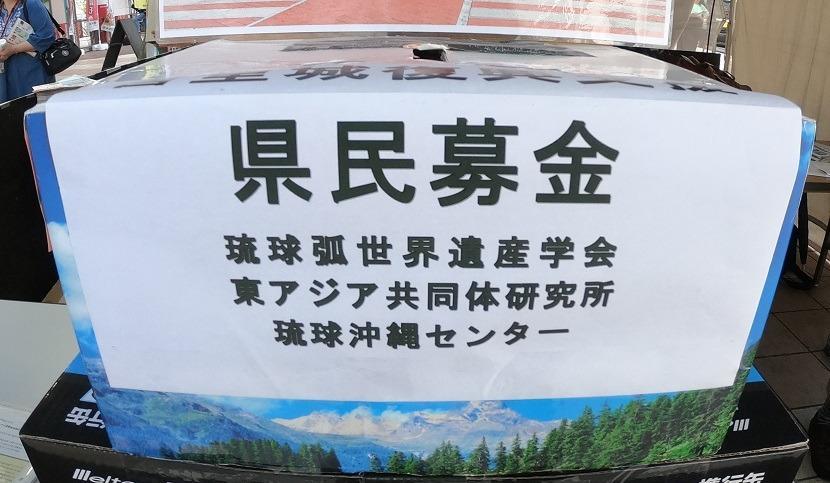 県民募金
琉球弧世界遺産学会
東アジア共同体研究所
琉球沖縄センター